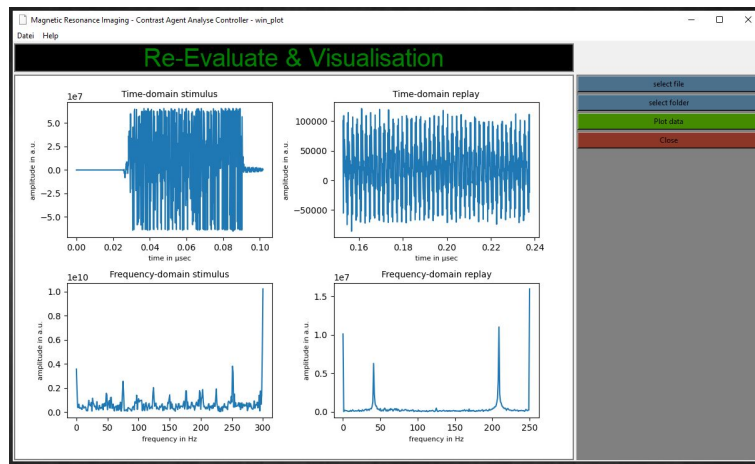 Magnetic Resonance Imaging - Contrast Agent Analyse Controller - win_plot
Datei Help
Re-Evaluate & Visualisation
select file
select folder
Plot data
Close
Time-domain stimulus
1e7
5.0
2.5
0.0
−2.5
−5.0
amplitude in a.u.
0.00 0.02 0.04 0.06 0.08 0.10
time in µsec
Time-domain replay
100000
50000
0
−50000
amplitude in a.u.
0.16 0.18 0.20 0.22 0.24
time in µsec
Frequency-domain stimulus
1e10
1.0
0.8
0.6
0.4
0.2
0.0
amplitude in a.u.
0 50 100 150 200 250 300
frequency in Hz
Frequency-domain replay
1e7
1.5
1.0
0.5
0.0
amplitude in a.u.
0 50 100 150 200 250
frequency in Hz